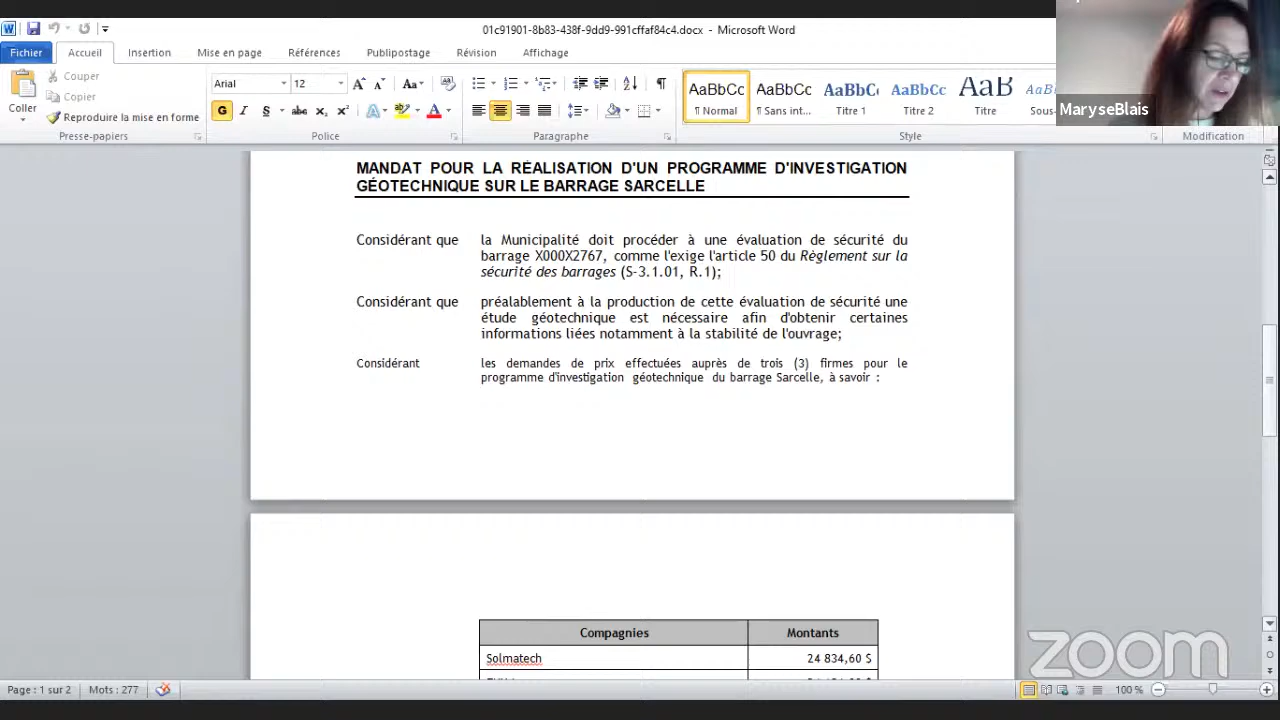 01c91901-8b83-438f-9dd9-991cffaf84c4.docx - Microsoft Word
Fichier Accueil Insertion Mise en page Références Publipostage Révision Affichage
Coller
Couper
Copier
Reproduire la mise en forme
Presse-papiers
Arial 12
Police
Paragraphe
AaBbCc AaBbCc AaBbC AaBbCc AaB
¶ Normal ¶ Sans int... Titre 1 Titre 2 Titre Sous-
Style
Modification
MaryseBlais
MANDAT POUR LA RÉALISATION D'UN PROGRAMME D'INVESTIGATION
GÉOTECHNIQUE SUR LE BARRAGE SARCELLE
Considérant que la Municipalité doit procéder à une évaluation de sécurité du
barrage X000X2767, comme l'exige l'article 50 du Règlement sur la
sécurité des barrages (S-3.1.01, R.1);
Considérant que préalablement à la production de cette évaluation de sécurité une
étude géotechnique est nécessaire afin d'obtenir certaines
informations liées notamment à la stabilité de l'ouvrage;
Considérant les demandes de prix effectuées auprès de trois (3) firmes pour le
programme d'investigation géotechnique du barrage Sarcelle, à savoir :
Compagnies Montants
Solmatech 24 834,60 $
zoom
Page : 1 sur 2 Mots : 277 100 %